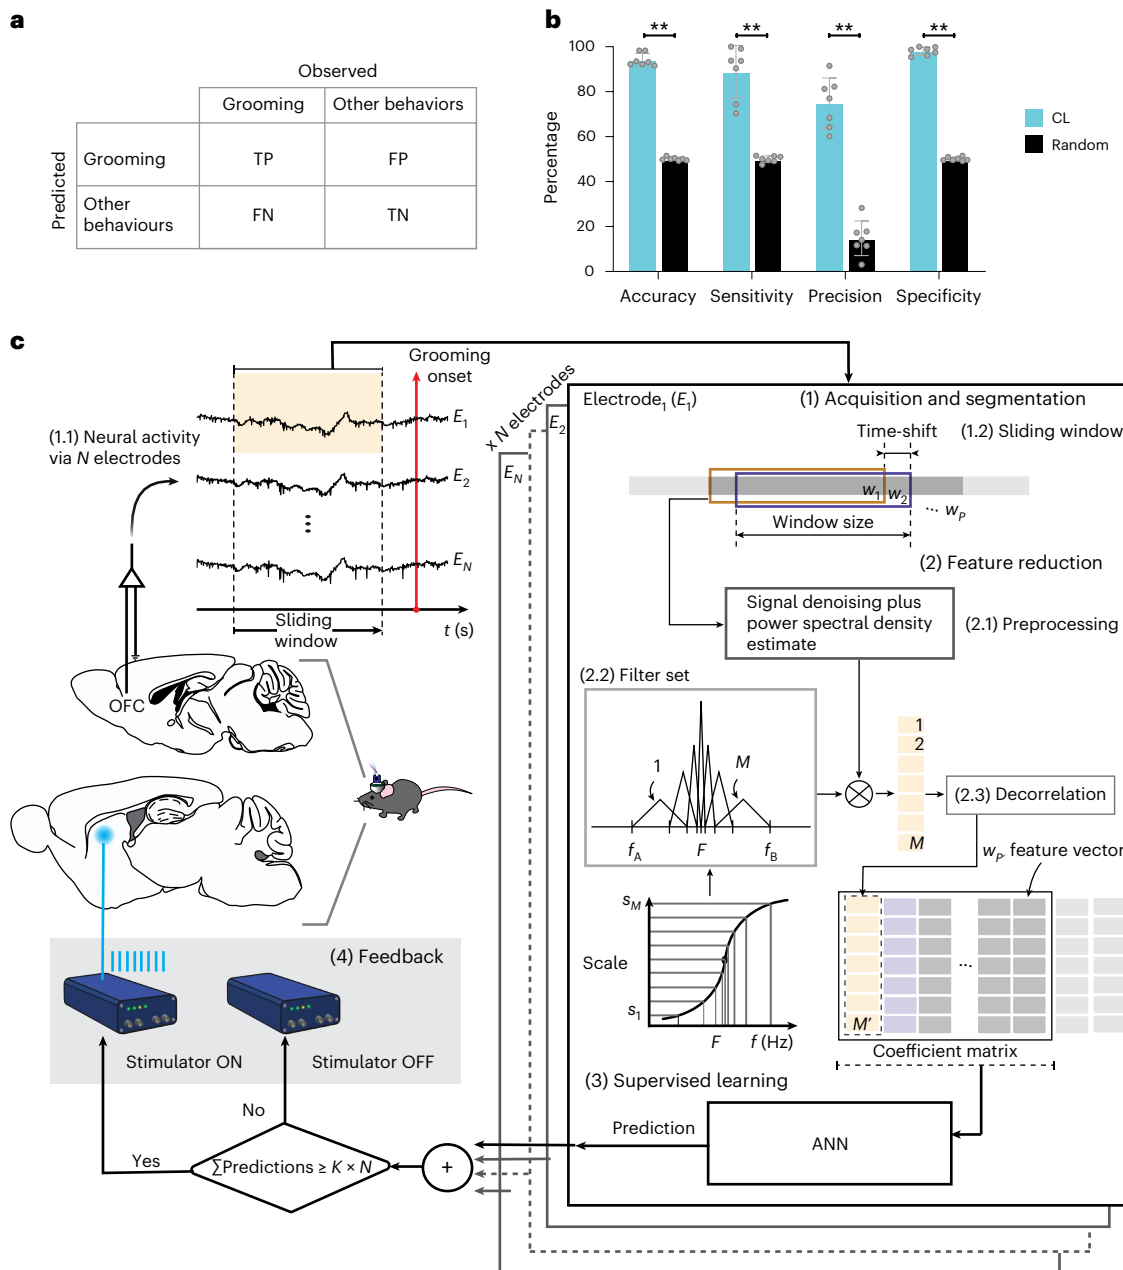 a
Observed
Grooming
Other behaviors
Predicted
Grooming
TP
FP
Other
behaviours
FN
TN
b
Percentage
100
80
60
40
20
0
**
**
**
**
Accuracy
Sensitivity
Precision
Specificity
CL
Random
c
Grooming
onset
(1.1) Neural activity
via N electrodes
E1
E2
EN
t (s)
Sliding
window
OFC
× N electrodes
E2
EN
Electrode1 (E1)
(1) Acquisition and segmentation
Time-shift
(1.2) Sliding window
w1
w2
... wP
Window size
(2) Feature reduction
Signal denoising plus
power spectral density
estimate
(2.1) Preprocessing
(2.2) Filter set
1
M
fA
F
fB
1
2
M
(2.3) Decorrelation
wP, feature vector
sM
Scale
s1
F
f (Hz)
...
M′
Coefficient matrix
(3) Supervised learning
Prediction
ANN
(4) Feedback
Stimulator ON
Stimulator OFF
No
Yes
∑Predictions ≥ K × N
+